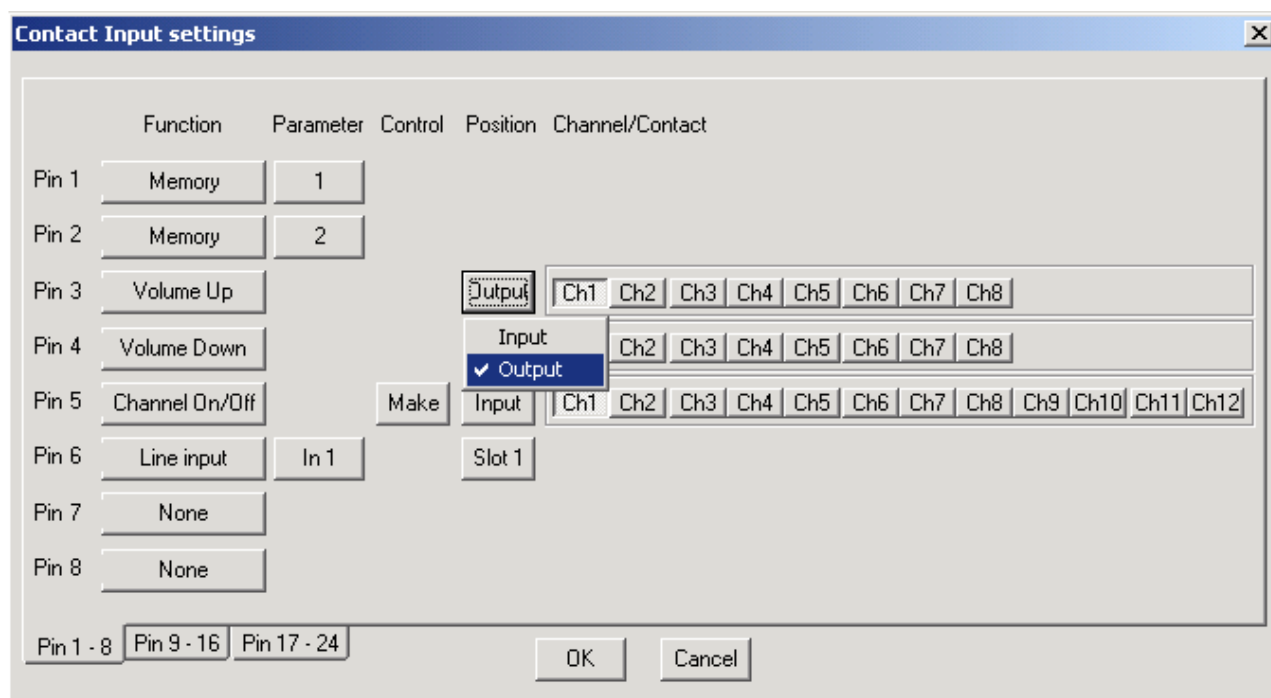 Contact Input settings
Function Parameter Control Position Channel/Contact
Pin 1 Memory 1
Pin 2 Memory 2
Pin 3 Volume Up Output Ch1 Ch2 Ch3 Ch4 Ch5 Ch6 Ch7 Ch8
Input
Pin 4 Volume Down Ch2 Ch3 Ch4 Ch5 Ch6 Ch7 Ch8
✔ Output
Pin 5 Channel On/Off Make Input Ch1 Ch2 Ch3 Ch4 Ch5 Ch6 Ch7 Ch8 Ch9 Ch10 Ch11 Ch12
Pin 6 Line input In 1 Slot 1
Pin 7 None
Pin 8 None
Pin 1 - 8 Pin 9 - 16 Pin 17 - 24
OK Cancel